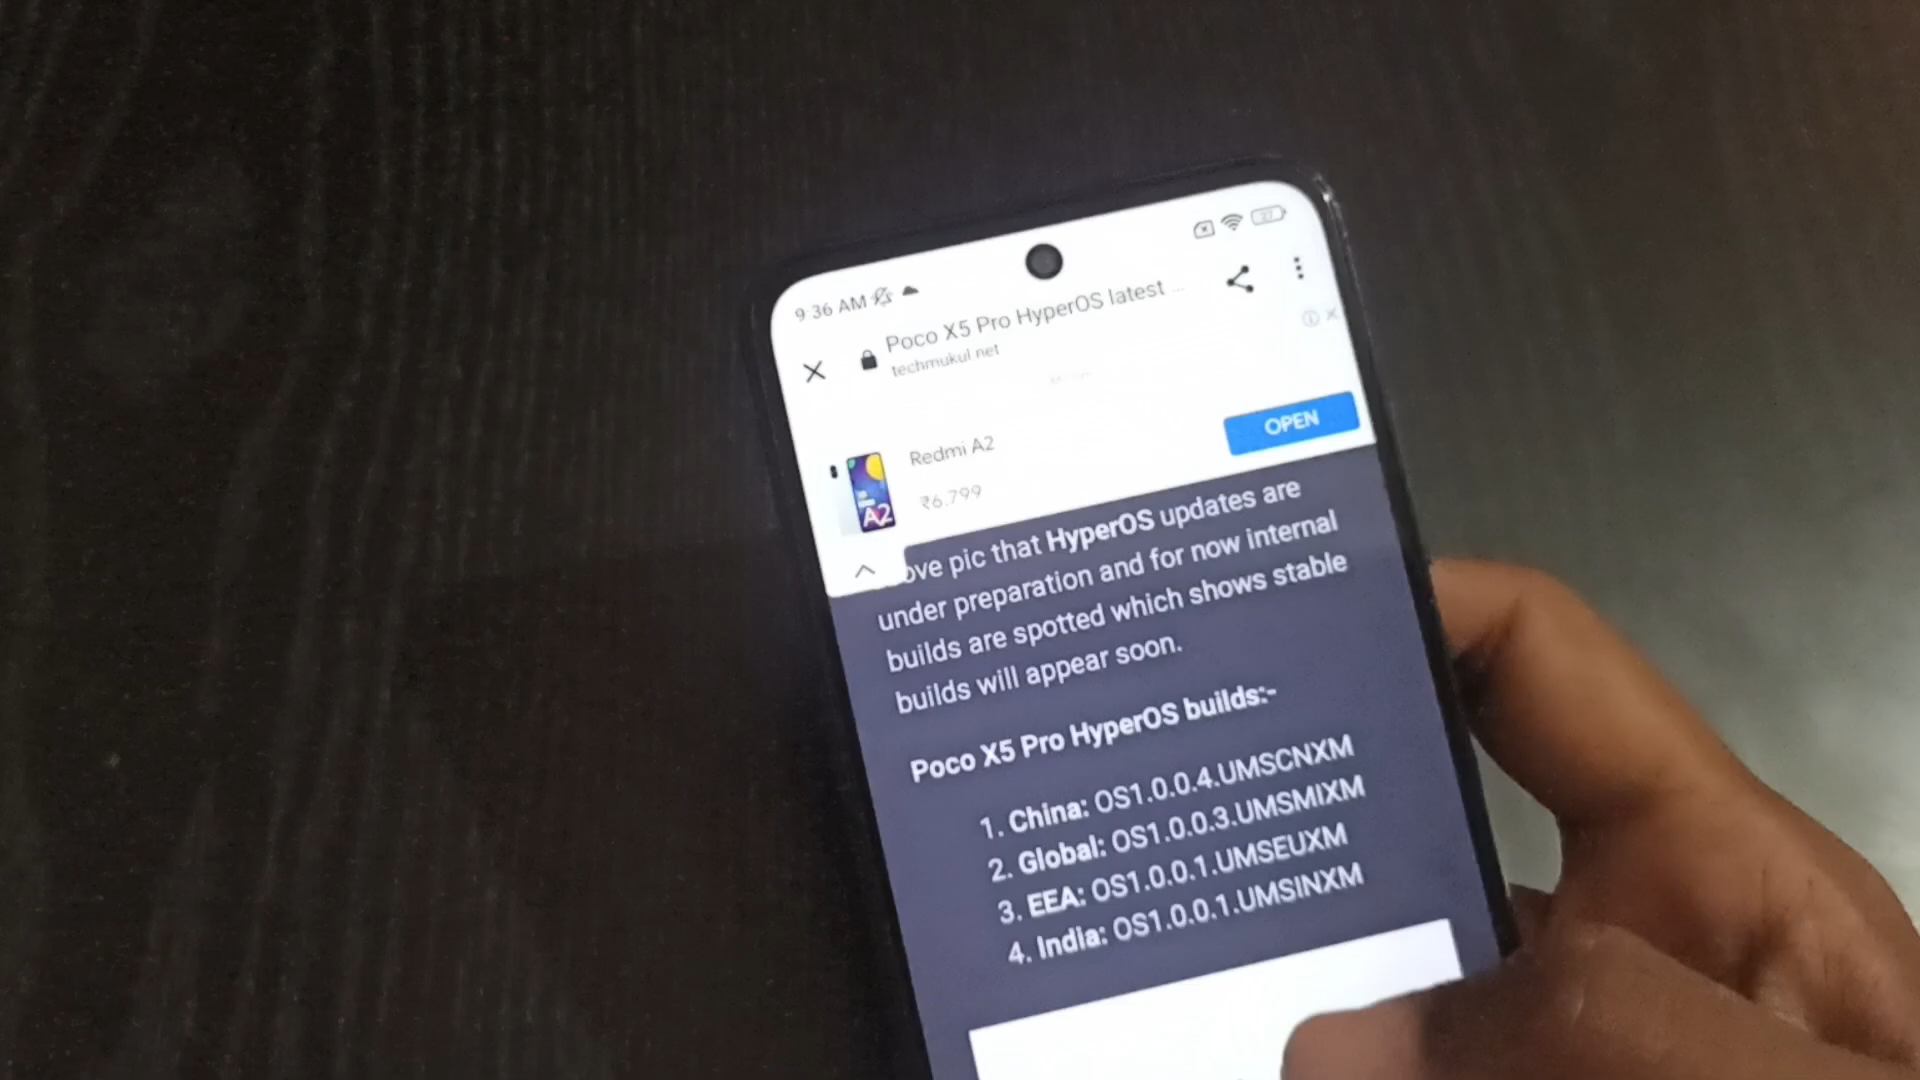 9:36 AM
27
Poco X5 Pro HyperOS latest ...
techmukul.net
OPEN
Redmi A2
₹6,799
A2
ove pic that HyperOS updates are
under preparation and for now internal
builds are spotted which shows stable
builds will appear soon.
Poco X5 Pro HyperOS builds:-
1. China: OS1.0.0.4.UMSCNXM
2. Global: OS1.0.0.3.UMSMIXM
3. EEA: OS1.0.0.1.UMSEUXM
4. India: OS1.0.0.1.UMSINXM